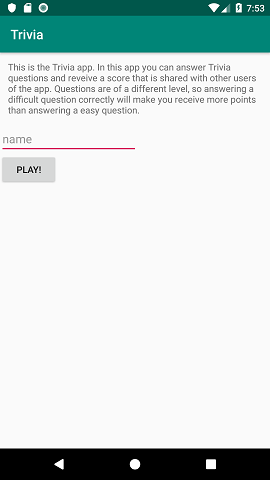 7:53
Trivia
This is the Trivia app. In this app you can answer Trivia
questions and reveive a score that is shared with other users
of the app. Questions are of a different level, so answering a
difficult question correctly will make you receive more points
than answering a easy question.
name
PLAY!